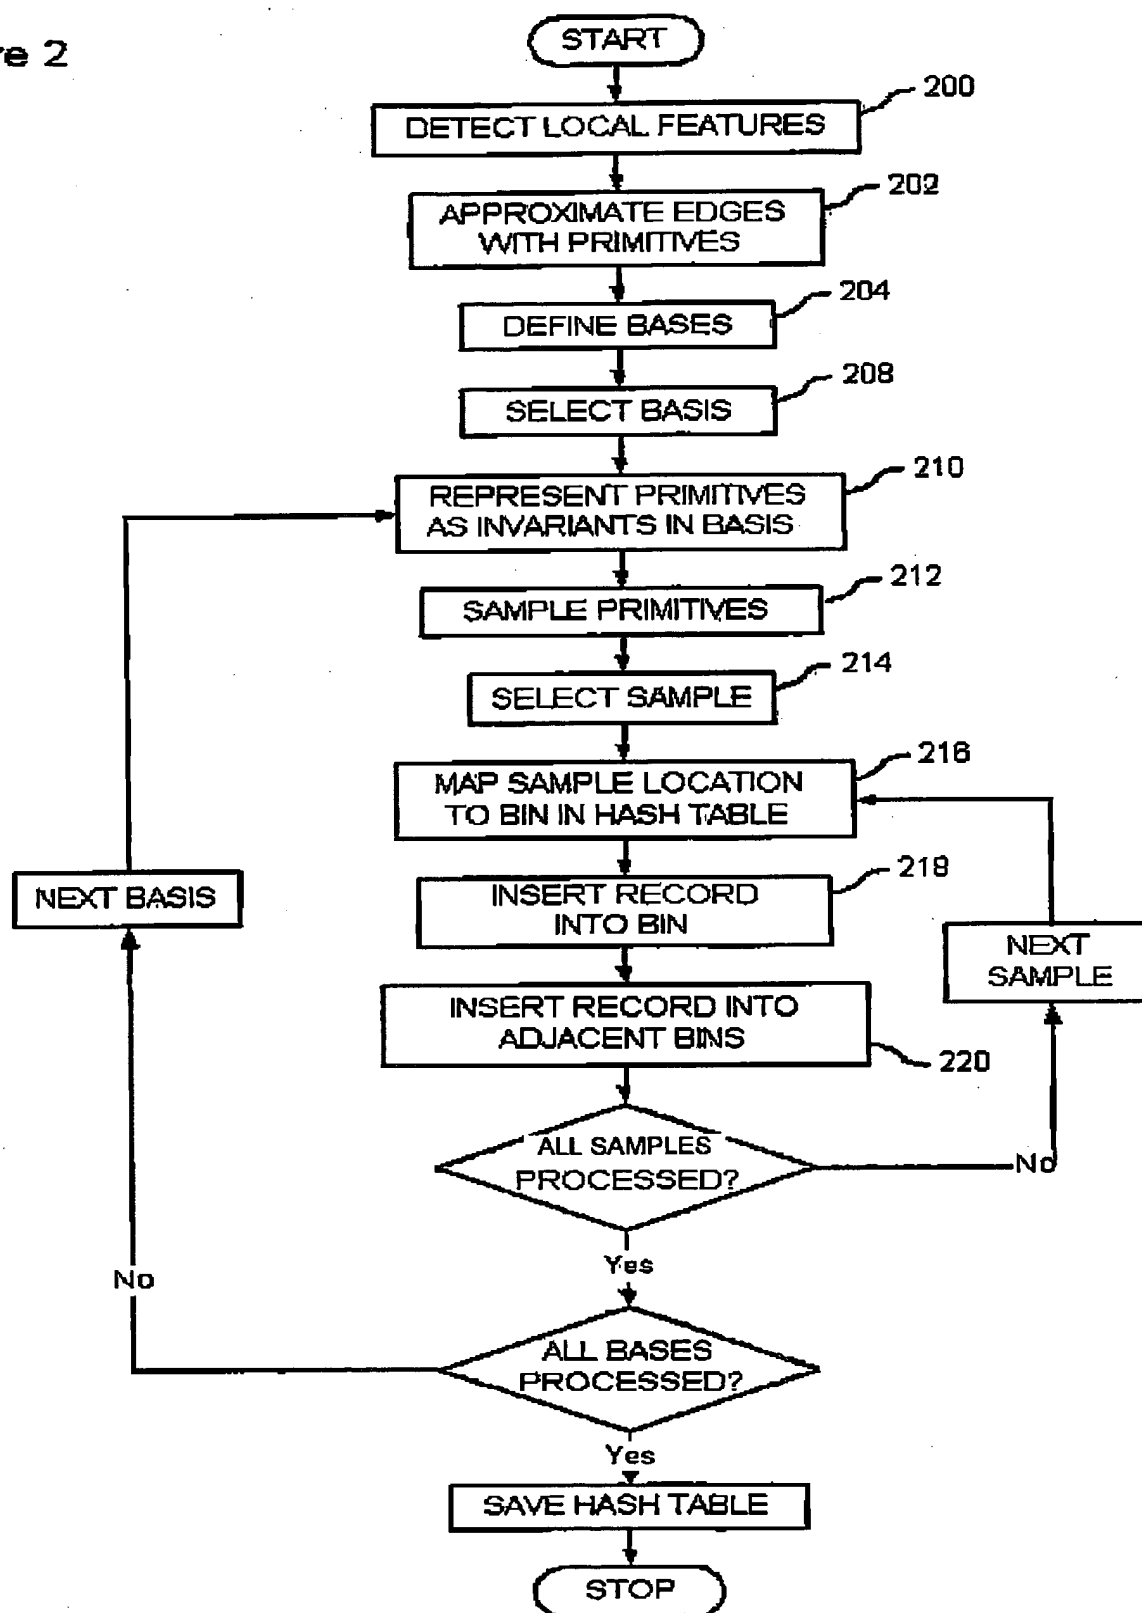 re 2
START
200
DETECT LOCAL FEATURES
202
APPROXIMATE EDGES
WITH PRIMITIVES
204
DEFINE BASES
208
SELECT BASIS
210
REPRESENT PRIMITIVES
AS INVARIANTS IN BASIS
212
SAMPLE PRIMITIVES
214
SELECT SAMPLE
216
MAP SAMPLE LOCATION
TO BIN IN HASH TABLE
218
INSERT RECORD
INTO BIN
NEXT BASIS
NEXT
SAMPLE
INSERT RECORD INTO
ADJACENT BINS
220
ALL SAMPLES
PROCESSED?
No
Yes
No
ALL BASES
PROCESSED?
Yes
SAVE HASH TABLE
STOP